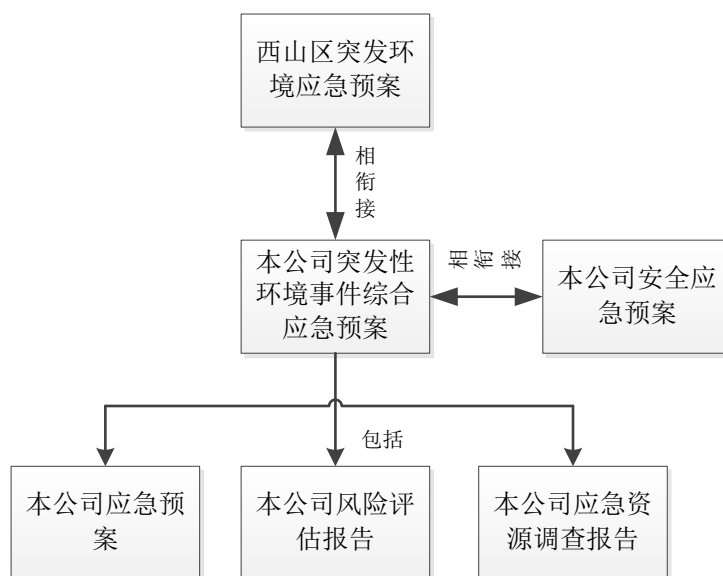 西山区突发环
境应急预案
相
衔
接
本公司突发性
环境事件综合
应急预案
相衔接
本公司安全应
急预案
包括
本公司应急预
案
本公司风险评
估报告
本公司应急资
源调查报告